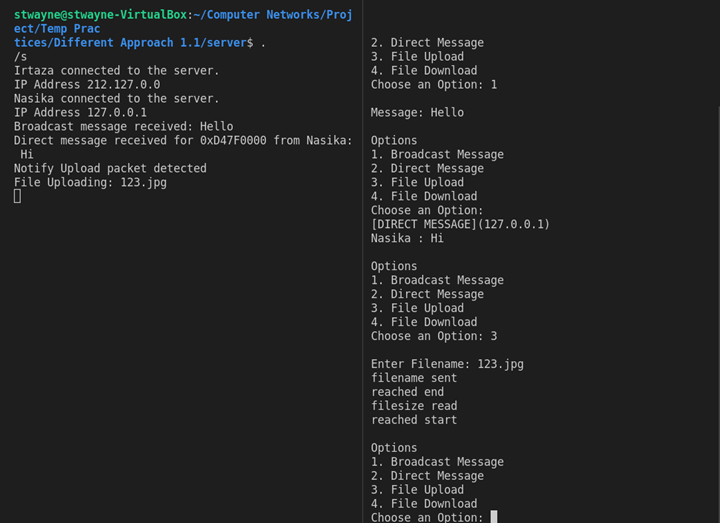 stwayne@stwayne-VirtualBox:~/Computer Networks/Proj
ect/Temp Prac
tices/Different Approach 1.1/server$ .
/s
Irtaza connected to the server.
IP Address 212.127.0.0
Nasika connected to the server.
IP Address 127.0.0.1
Broadcast message received: Hello
Direct message received for 0xD47F0000 from Nasika:
Hi
Notify Upload packet detected
File Uploading: 123.jpg
2. Direct Message
3. File Upload
4. File Download
Choose an Option: 1
Message: Hello
Options
1. Broadcast Message
2. Direct Message
3. File Upload
4. File Download
Choose an Option:
[DIRECT MESSAGE](127.0.0.1)
Nasika : Hi
Options
1. Broadcast Message
2. Direct Message
3. File Upload
4. File Download
Choose an Option: 3
Enter Filename: 123.jpg
filename sent
reached end
filesize read
reached start
Options
1. Broadcast Message
2. Direct Message
3. File Upload
4. File Download
Choose an Option: